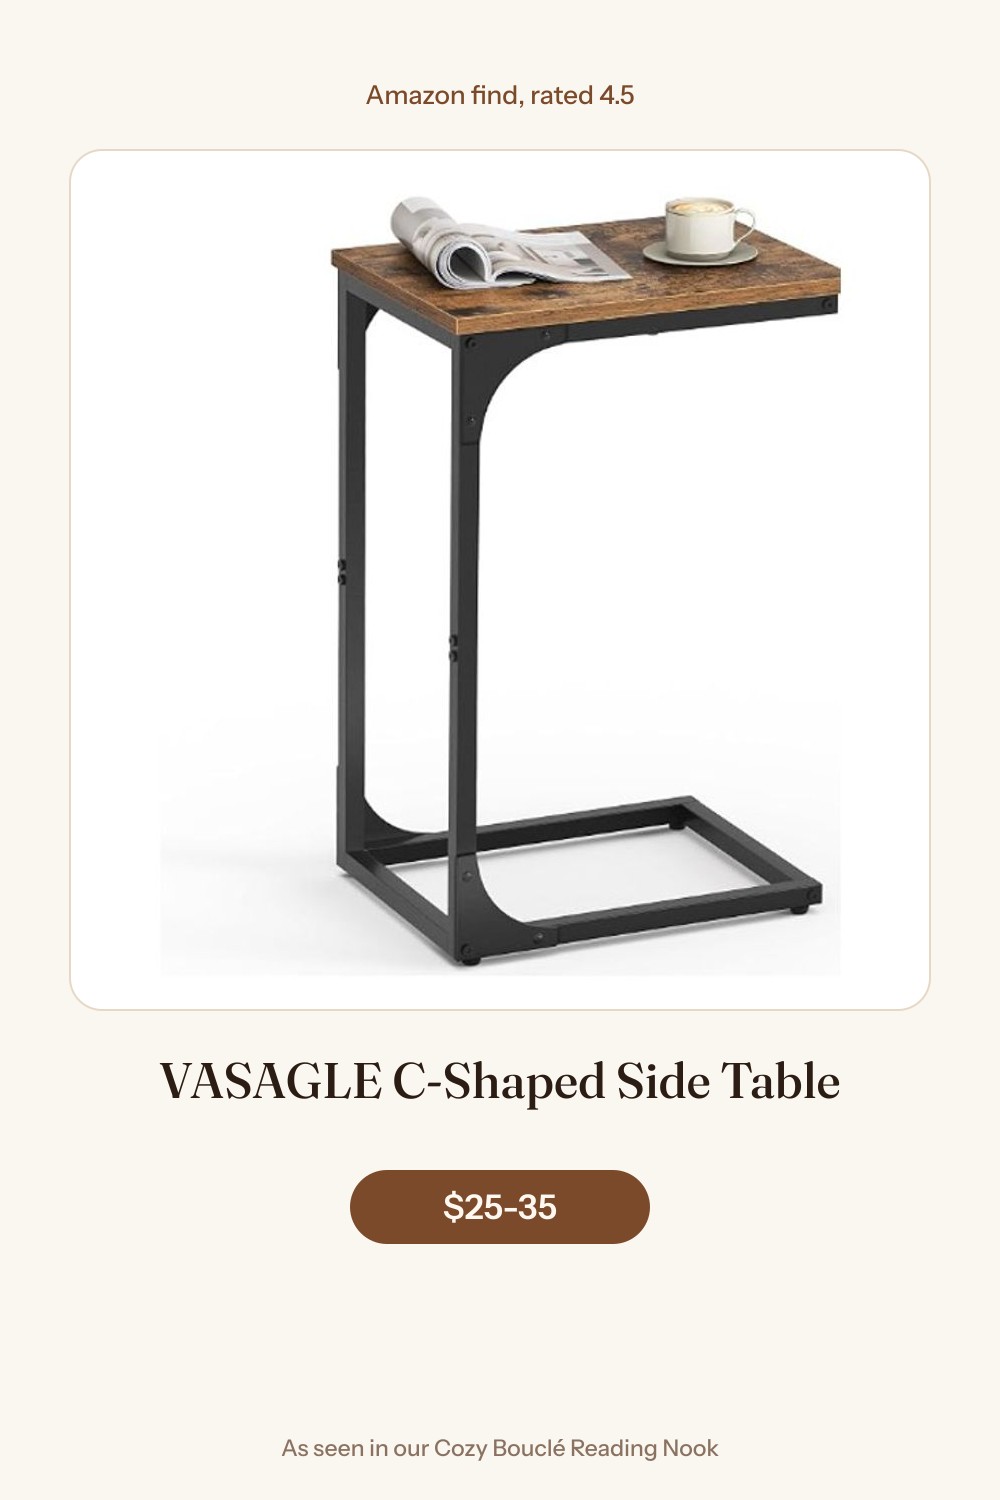 Amazon find, rated 4.5
VASAGLE C-Shaped Side Table
$25-35
As seen in our Cozy Bouclé Reading Nook